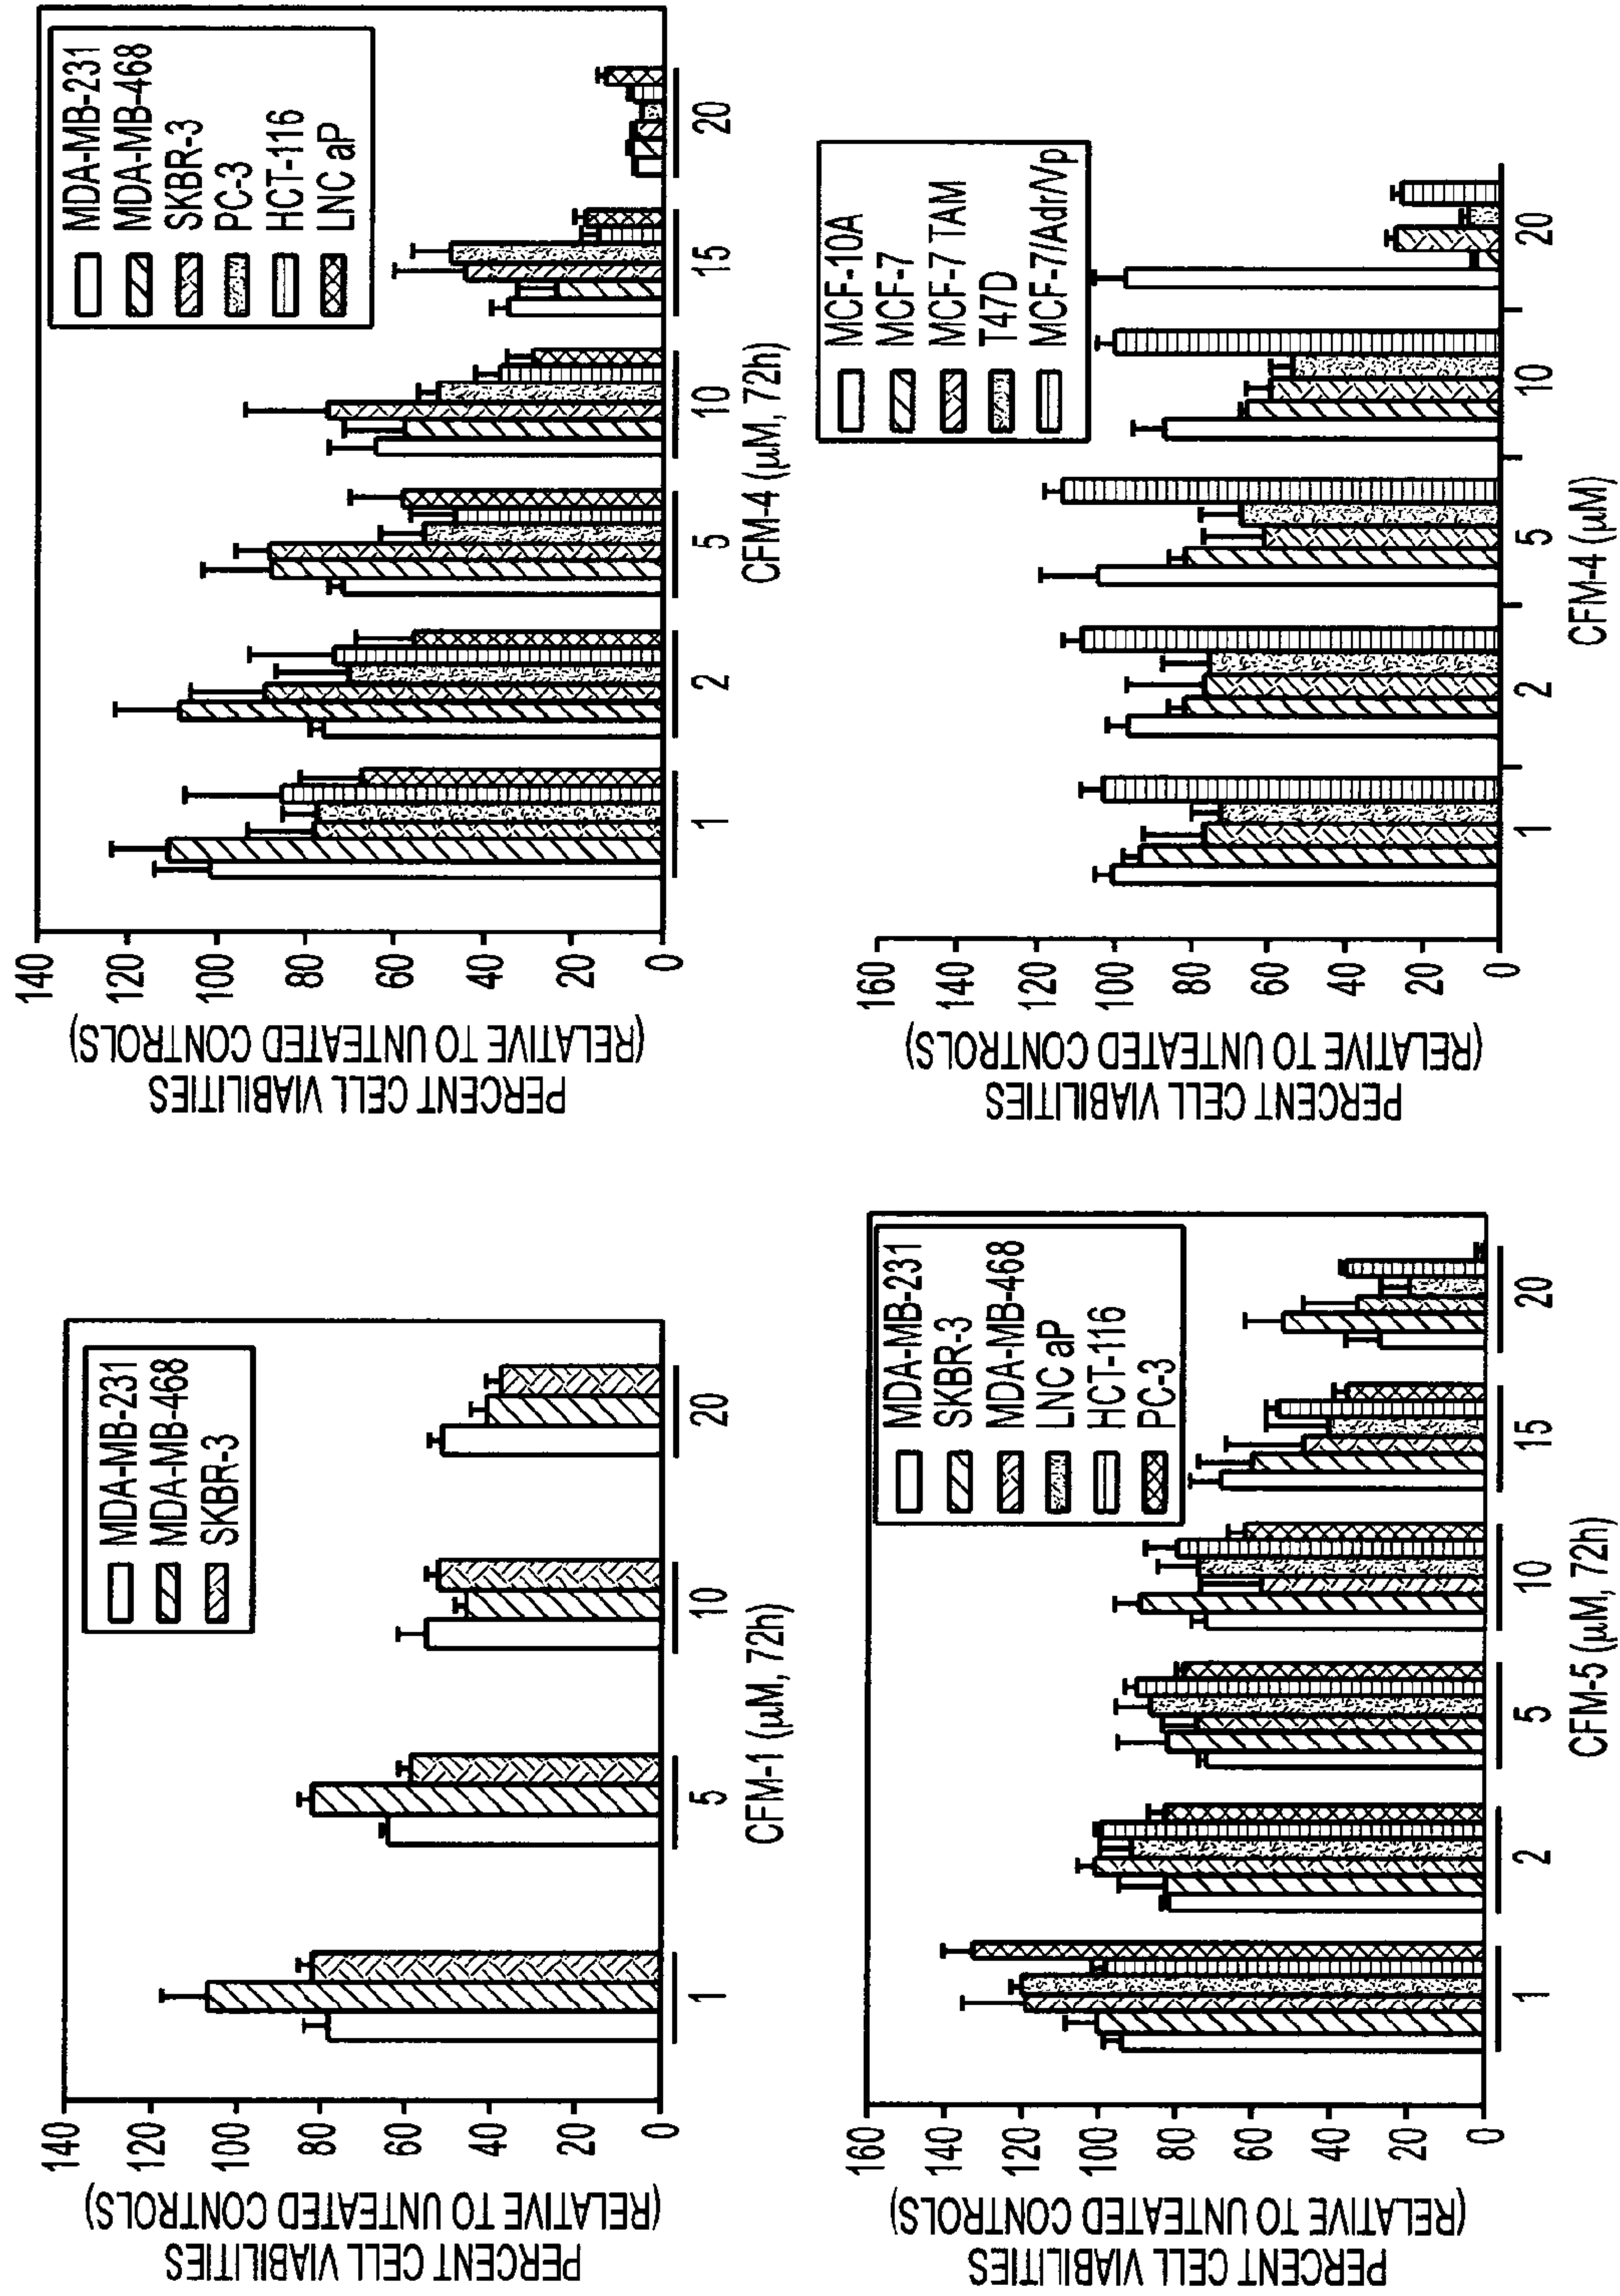 140
120
100
80
60
40
20
0
PERCENT CELL VIABILITIES
(RELATIVE TO UNTEATED CONTROLS)
MDA-MB-231
MDA-MB-468
SKBR-3
1
5
10
20
CFM-1 (μM, 72h)
140
120
100
80
60
40
20
0
PERCENT CELL VIABILITIES
(RELATIVE TO UNTEATED CONTROLS)
MDA-MB-231
MDA-MB-468
SKBR-3
PC-3
HCT-116
LNC aP
1
2
5
10
15
20
CFM-4 (μM, 72h)
160
140
120
100
80
60
40
20
0
PERCENT CELL VIABILITIES
(RELATIVE TO UNTEATED CONTROLS)
MDA-MB-231
SKBR-3
MDA-MB-468
LNC aP
HCT-116
PC-3
1
2
5
10
15
20
CFM-5 (μM, 72h)
160
140
120
100
80
60
40
20
0
PERCENT CELL VIABILITIES
(RELATIVE TO UNTEATED CONTROLS)
MCF-10A
MCF-7
MCF-7 TAM
T47D
MCF-7/AdrVp
1
2
5
10
20
CFM-4 (μM)